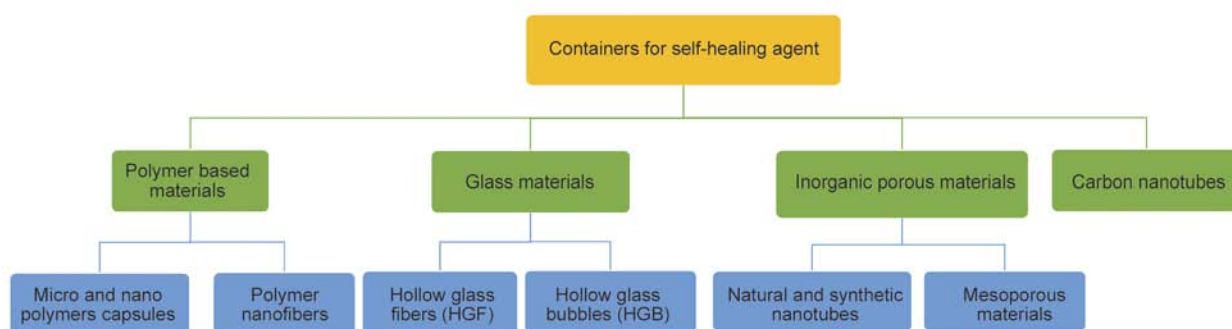 Containers for self-healing agent
Polymer based
materials
Glass materials
Inorganic porous materials
Carbon nanotubes
Micro and nano
polymers capsules
Polymer
nanofibers
Hollow glass
fibers (HGF)
Hollow glass
bubbles (HGB)
Natural and synthetic
nanotubes
Mesoporous
materials